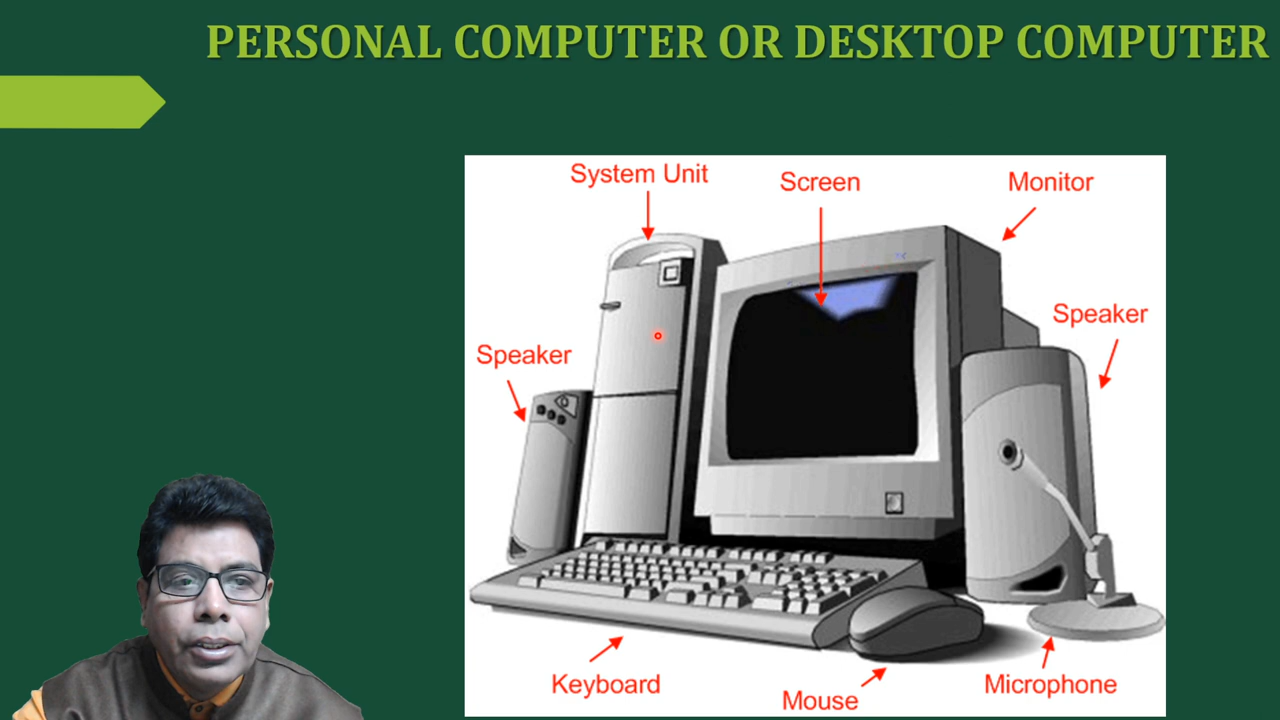 PERSONAL COMPUTER OR DESKTOP COMPUTER
System Unit
Screen
Monitor
Speaker
Speaker
Keyboard
Mouse
Microphone